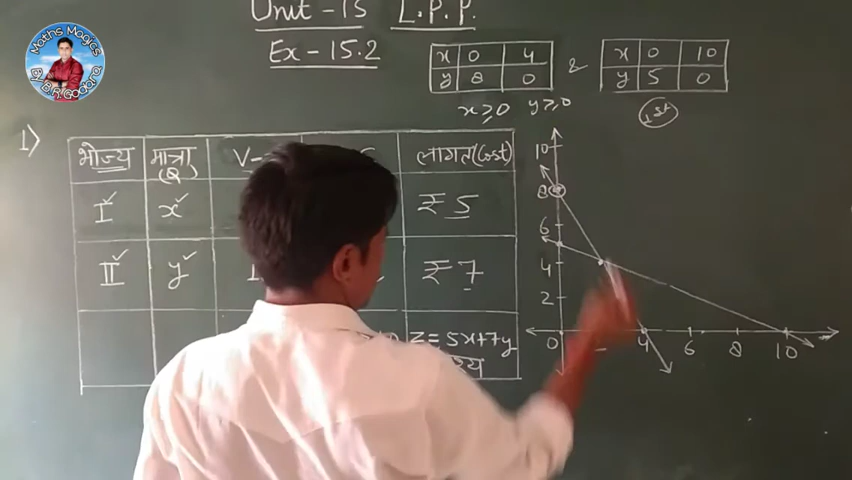 Unit - 15 L.P.P.
Ex - 15.2
x 0 4
y 8 0
&
x 0 10
y 5 0
x ≥ 0 y ≥ 0
1st
Maths Magics
By B.R. Godara
1)
भोज्य मात्रा (Q) V- लागत (Cost)
I x ₹ 5
II y ₹ 7
Z = 5x + 7y
10
8
6
4
2
0 4 6 8 10